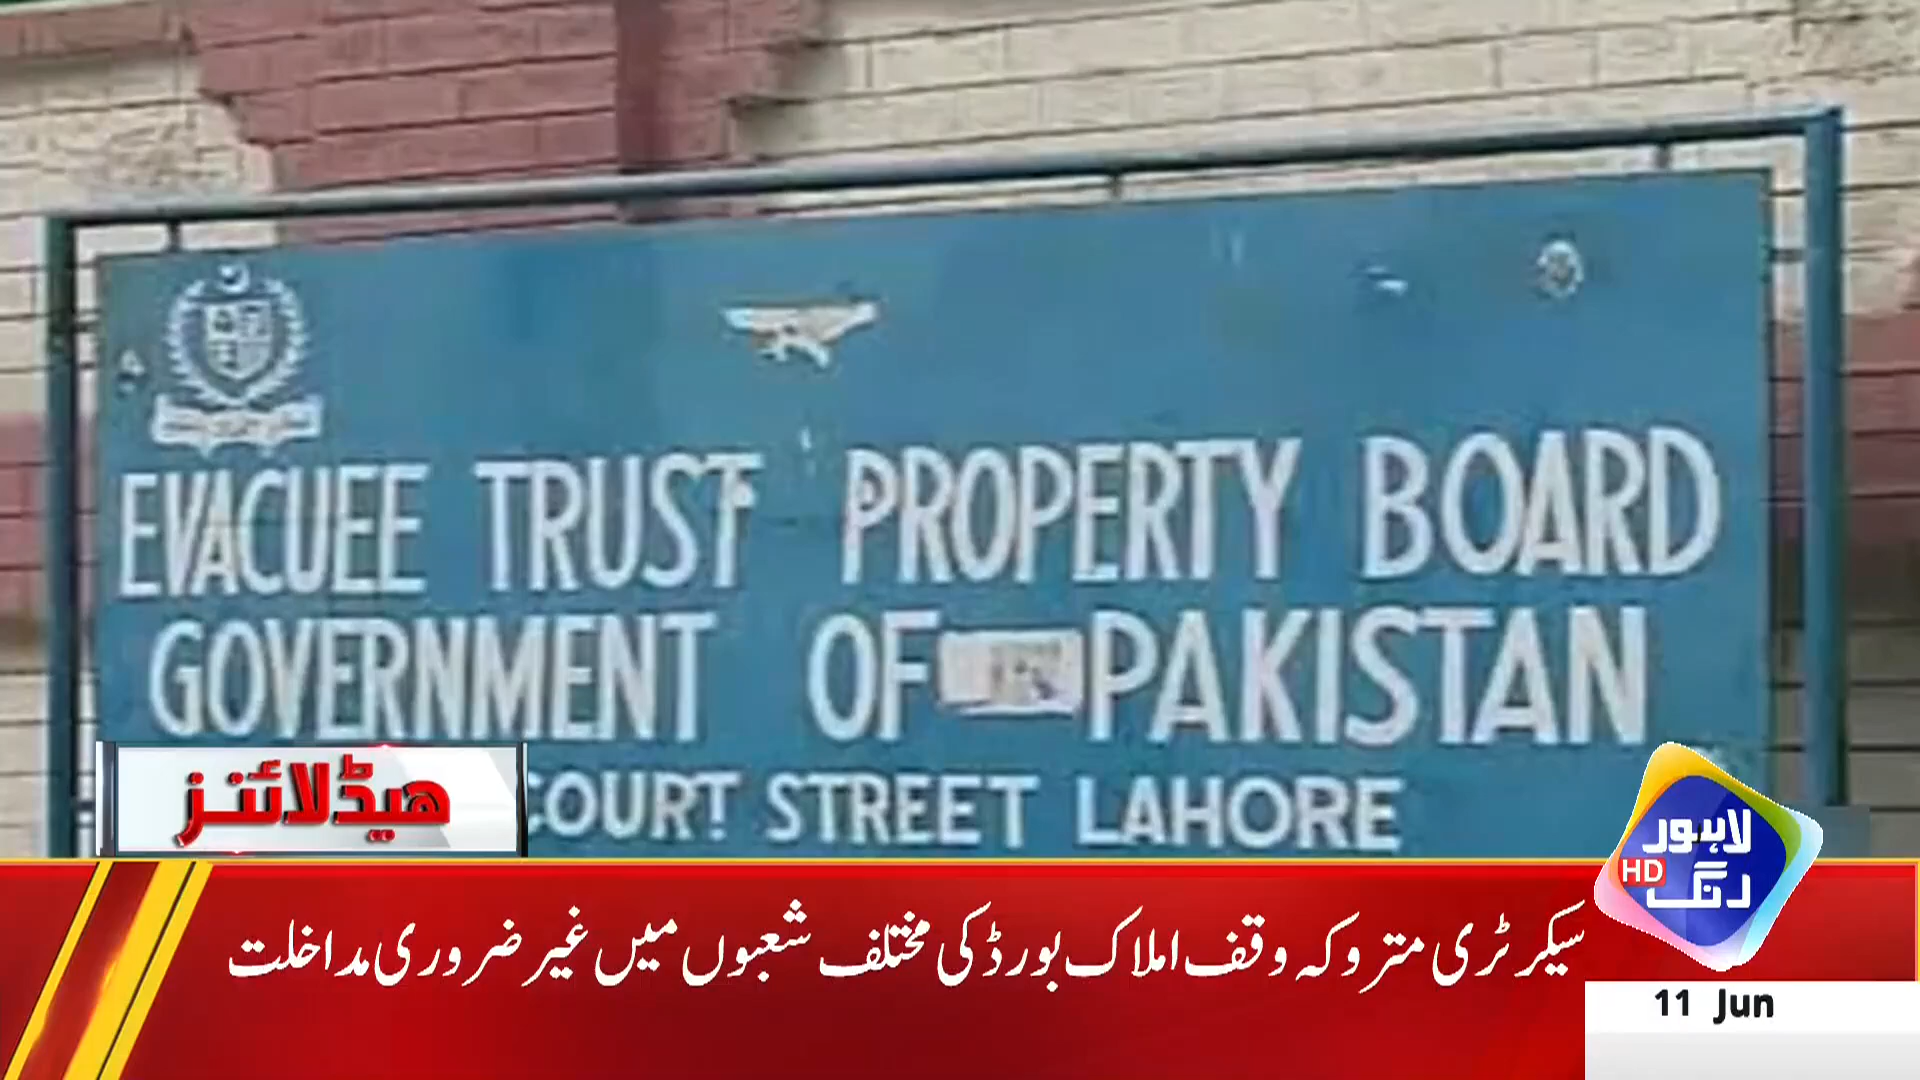 EVACUEE TRUST PROPERTY BOARD
GOVERNMENT OF PAKISTAN
COURT STREET LAHORE
ہیڈلائنز
لاہور
رنگ
HD
سیکرٹری متروکہ وقف املاک بورڈ کی مختلف شعبوں میں غیر ضروری مداخلت
11 Jun